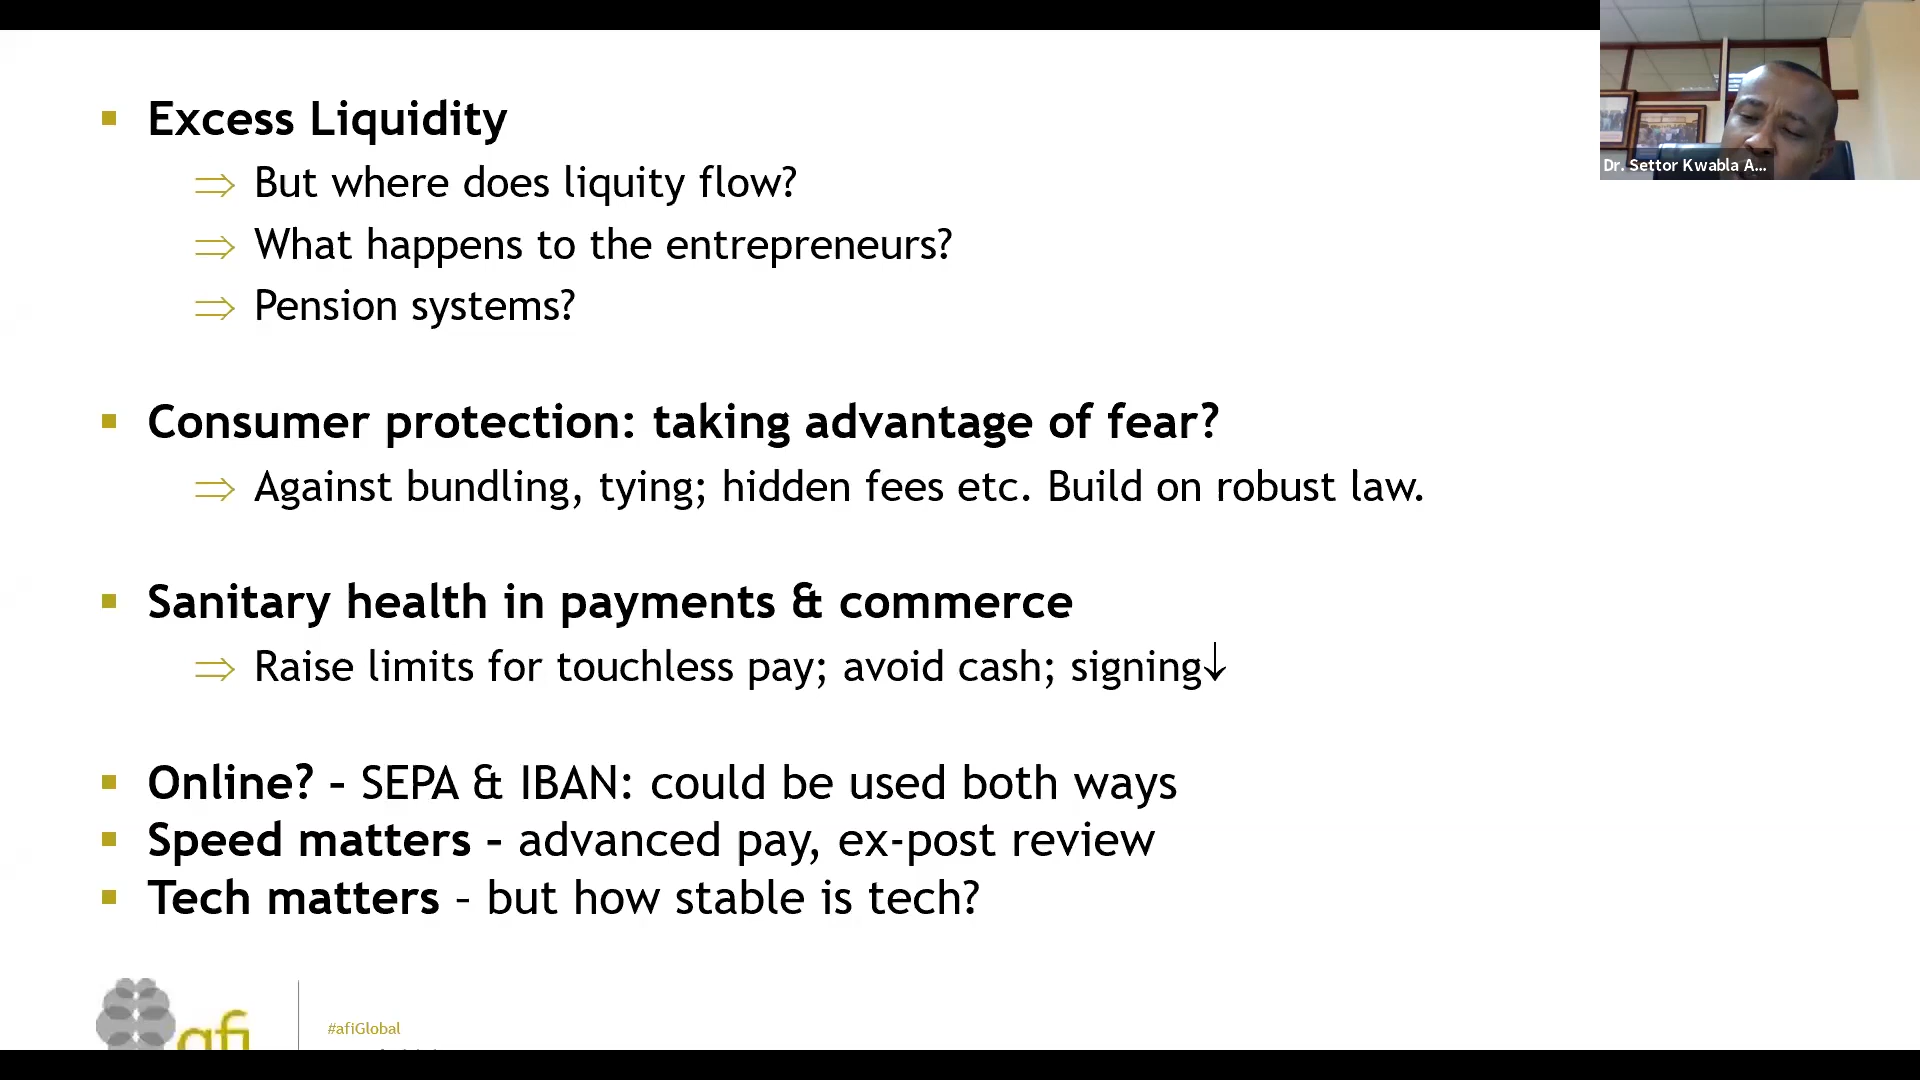 Excess Liquidity
⇒ But where does liquity flow?
⇒ What happens to the entrepreneurs?
⇒ Pension systems?
Consumer protection: taking advantage of fear?
⇒ Against bundling, tying; hidden fees etc. Build on robust law.
Sanitary health in payments & commerce
⇒ Raise limits for touchless pay; avoid cash; signing↓
Online? – SEPA & IBAN: could be used both ways
Speed matters – advanced pay, ex-post review
Tech matters – but how stable is tech?
afi
#afiGlobal
Dr. Settor Kwabla A...